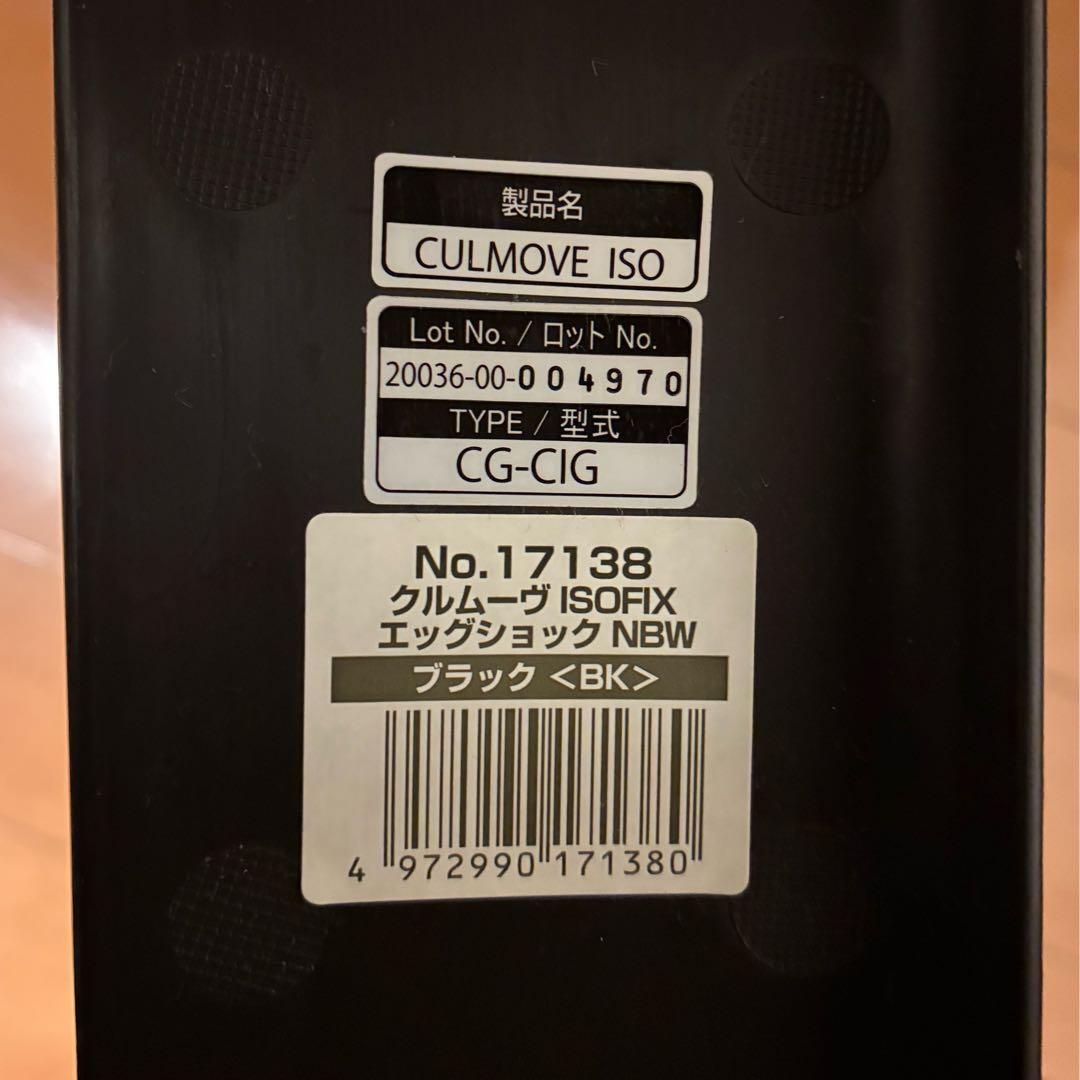 製品名
CULMOVE ISO
Lot No. / ロット No.
20036-00-004970
TYPE / 型式
CG-CIG
No.17138
クルムーヴ ISOFIX
エッグショック NBW
ブラック <BK>
4 972990 171380